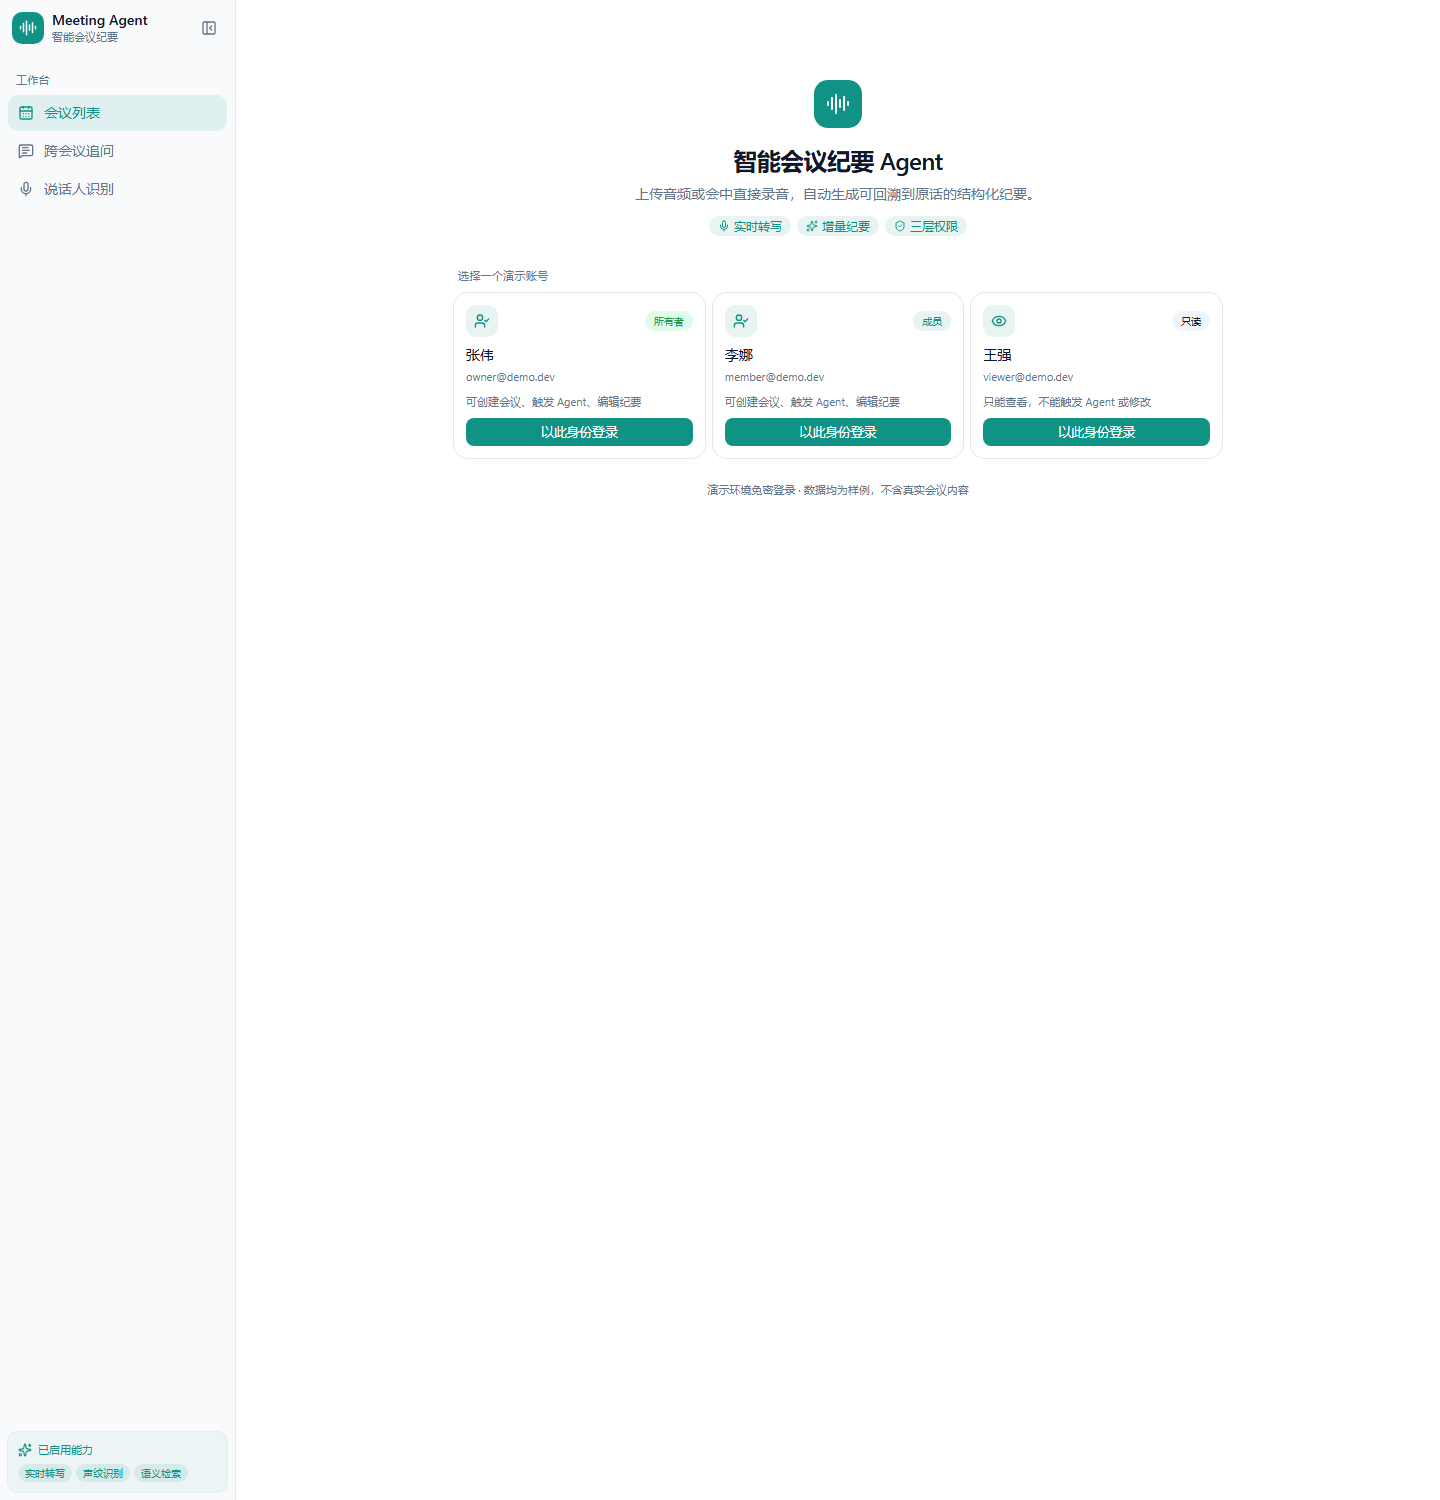 Meeting Agent
智能会议纪要
工作台
会议列表
跨会议追问
说话人识别
智能会议纪要 Agent
上传音频或会中直接录音，自动生成可回溯到原话的结构化纪要。
实时转写 增量纪要 三层权限
选择一个演示账号
所有者
张伟
owner@demo.dev
可创建会议、触发 Agent、编辑纪要
以此身份登录
成员
李娜
member@demo.dev
可创建会议、触发 Agent、编辑纪要
以此身份登录
只读
王强
viewer@demo.dev
只能查看，不能触发 Agent 或修改
以此身份登录
演示环境免密登录 · 数据均为样例，不含真实会议内容
已启用能力
实时转写 声纹识别 语义检索